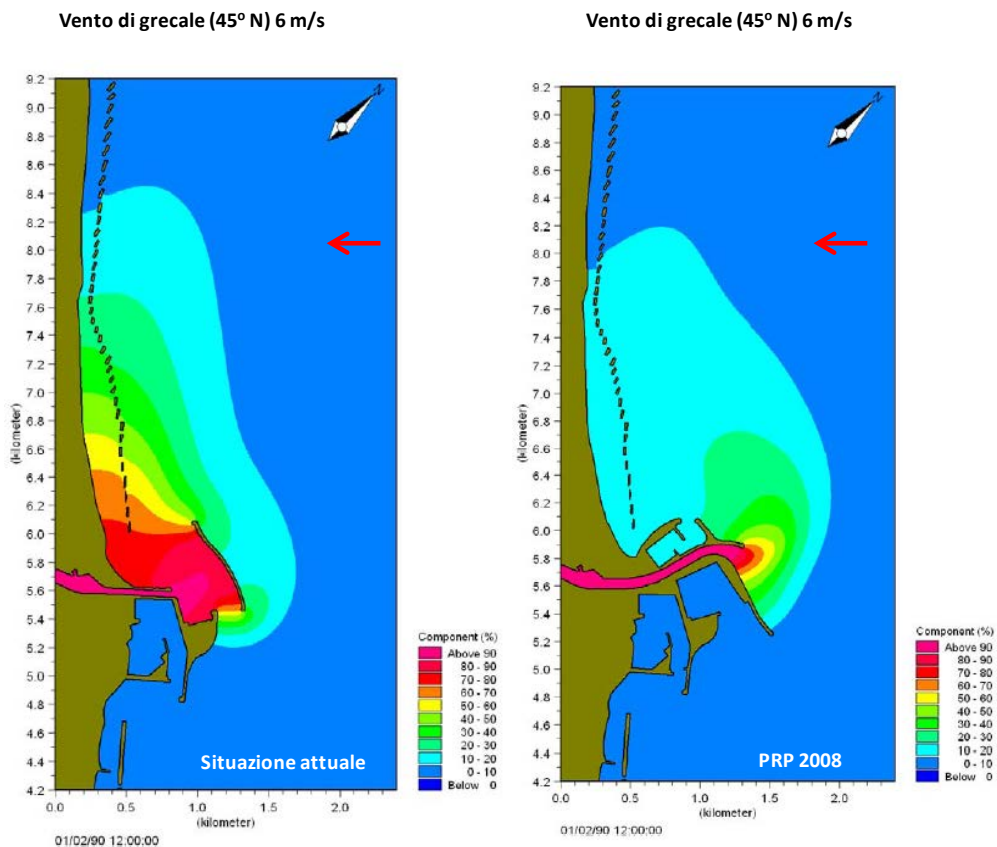 Vento di grecale (45º N) 6 m/s
Vento di grecale (45º N) 6 m/s
N
9.2
9.0
8.8
8.6
8.4
8.2
8.0
7.8
7.6
7.4
7.2
7.0
6.8
6.6
6.4
6.2
6.0
5.8
5.6
5.4
5.2
5.0
4.8
4.6
4.4
4.2
(kilometer)
0.0 0.5 1.0 1.5 2.0
(kilometer)
01/02/90 12:00:00
Situazione attuale
Component (%)
Above 90
80 - 90
70 - 80
60 - 70
50 - 60
40 - 50
30 - 40
20 - 30
10 - 20
0 - 10
Below 0
N
9.2
9.0
8.8
8.6
8.4
8.2
8.0
7.8
7.6
7.4
7.2
7.0
6.8
6.6
6.4
6.2
6.0
5.8
5.6
5.4
5.2
5.0
4.8
4.6
4.4
4.2
(kilometer)
0.0 0.5 1.0 1.5 2.0
(kilometer)
01/02/90 12:00:00
PRP 2008
Component (%)
Above 90
80 - 90
70 - 80
60 - 70
50 - 60
40 - 50
30 - 40
20 - 30
10 - 20
0 - 10
Below 0